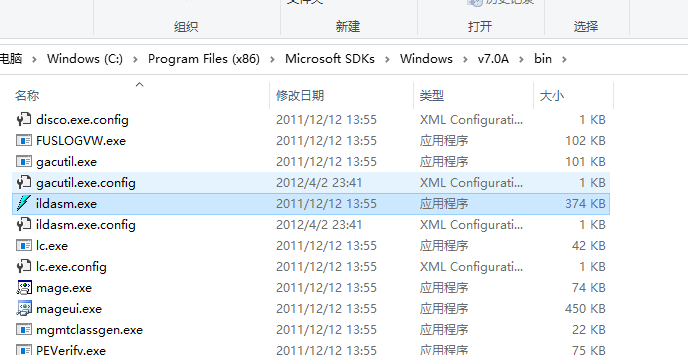 文件夹 历史记录
组织 新建 打开 选择
电脑 › Windows (C:) › Program Files (x86) › Microsoft SDKs › Windows › v7.0A › bin ›
名称 修改日期 类型 大小
disco.exe.config 2011/12/12 13:55 XML Configurati... 1 KB
FUSLOGVW.exe 2011/12/12 13:55 应用程序 102 KB
gacutil.exe 2011/12/12 13:55 应用程序 101 KB
gacutil.exe.config 2012/4/2 23:41 XML Configurati... 1 KB
ildasm.exe 2011/12/12 13:55 应用程序 374 KB
ildasm.exe.config 2012/4/2 23:41 XML Configurati... 1 KB
lc.exe 2011/12/12 13:55 应用程序 42 KB
lc.exe.config 2011/12/12 13:55 XML Configurati... 1 KB
mage.exe 2011/12/12 13:55 应用程序 74 KB
mageui.exe 2011/12/12 13:55 应用程序 450 KB
mgmtclassgen.exe 2011/12/12 13:55 应用程序 22 KB
PEVerify.exe 2011/12/12 13:55 应用程序 75 KB